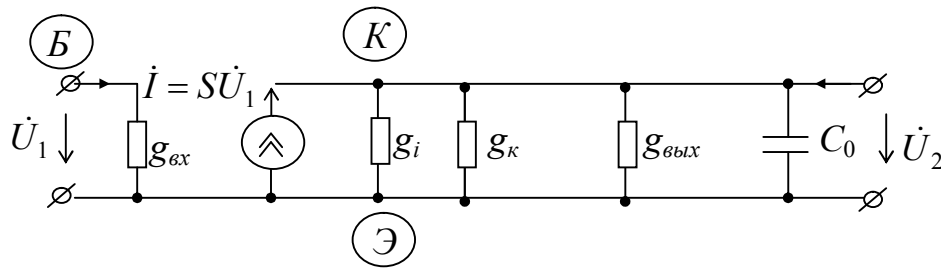 Б
К
İ = SU̇₁
U̇₁
g_вх
g_i
g_к
g_вых
C₀
U̇₂
Э